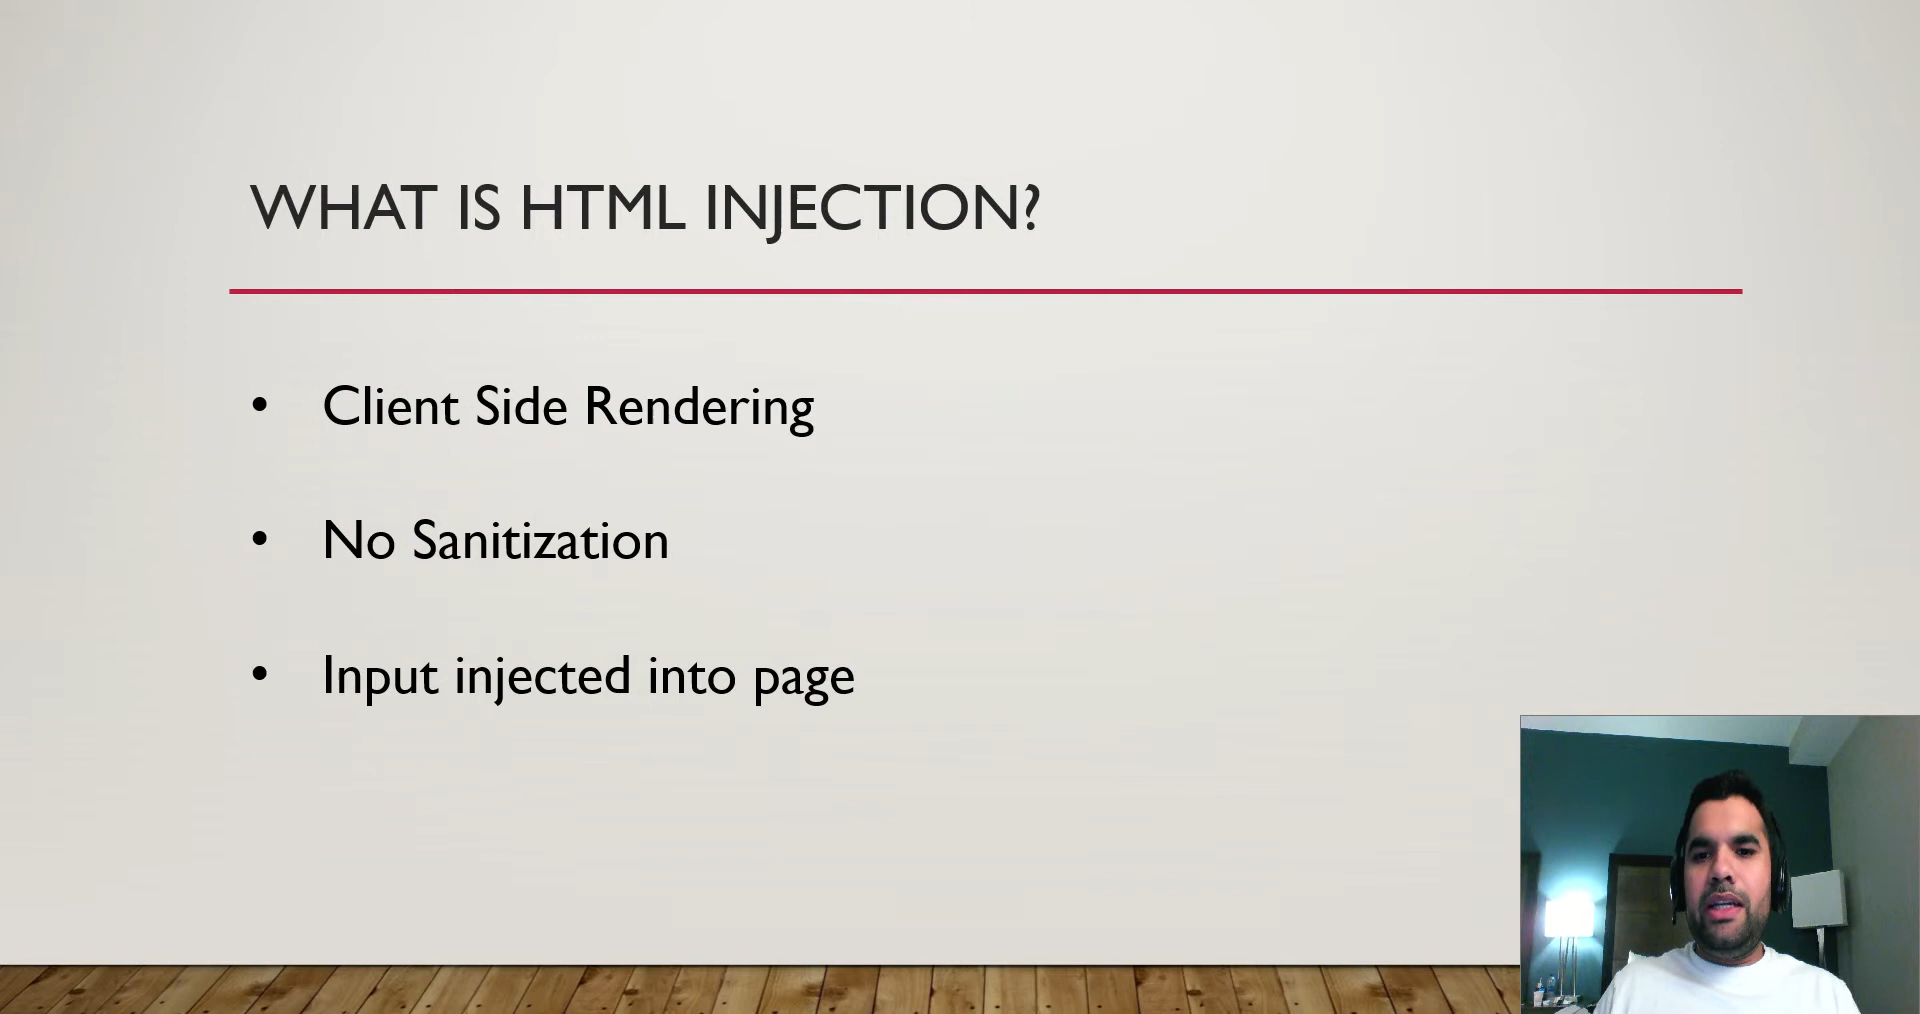 WHAT IS HTML INJECTION?
• Client Side Rendering
• No Sanitization
• Input injected into page